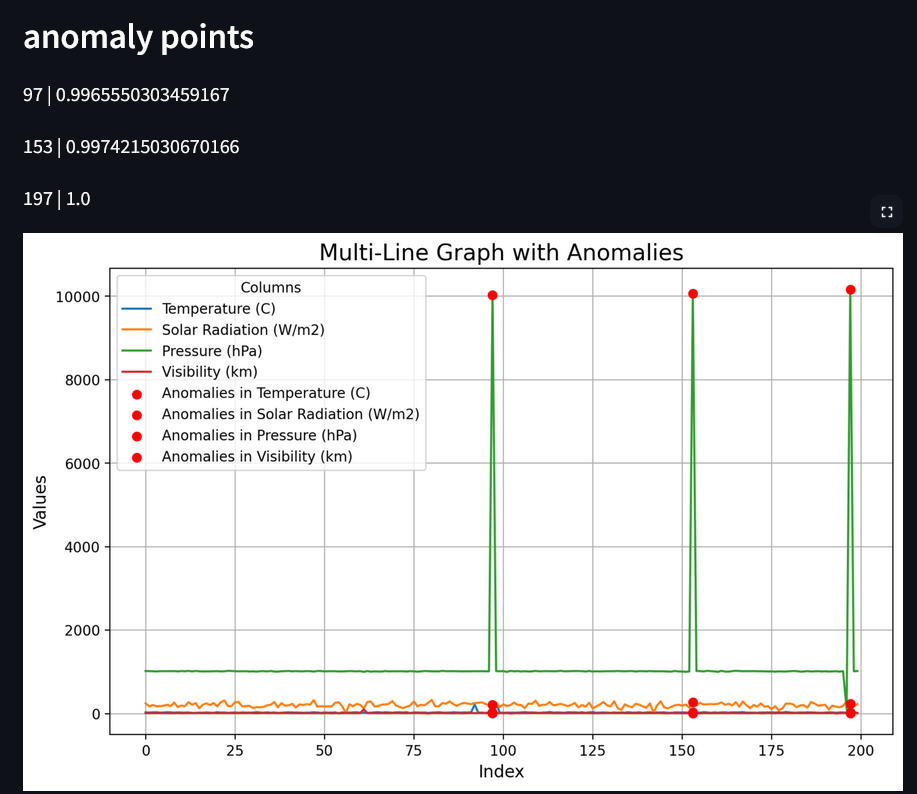 anomaly points
97 | 0.9965550303459167
153 | 0.9974215030670166
197 | 1.0
Multi-Line Graph with Anomalies
Columns
Temperature (C)
Solar Radiation (W/m2)
Pressure (hPa)
Visibility (km)
Anomalies in Temperature (C)
Anomalies in Solar Radiation (W/m2)
Anomalies in Pressure (hPa)
Anomalies in Visibility (km)
10000
8000
6000
4000
2000
0
Values
0 25 50 75 100 125 150 175 200
Index